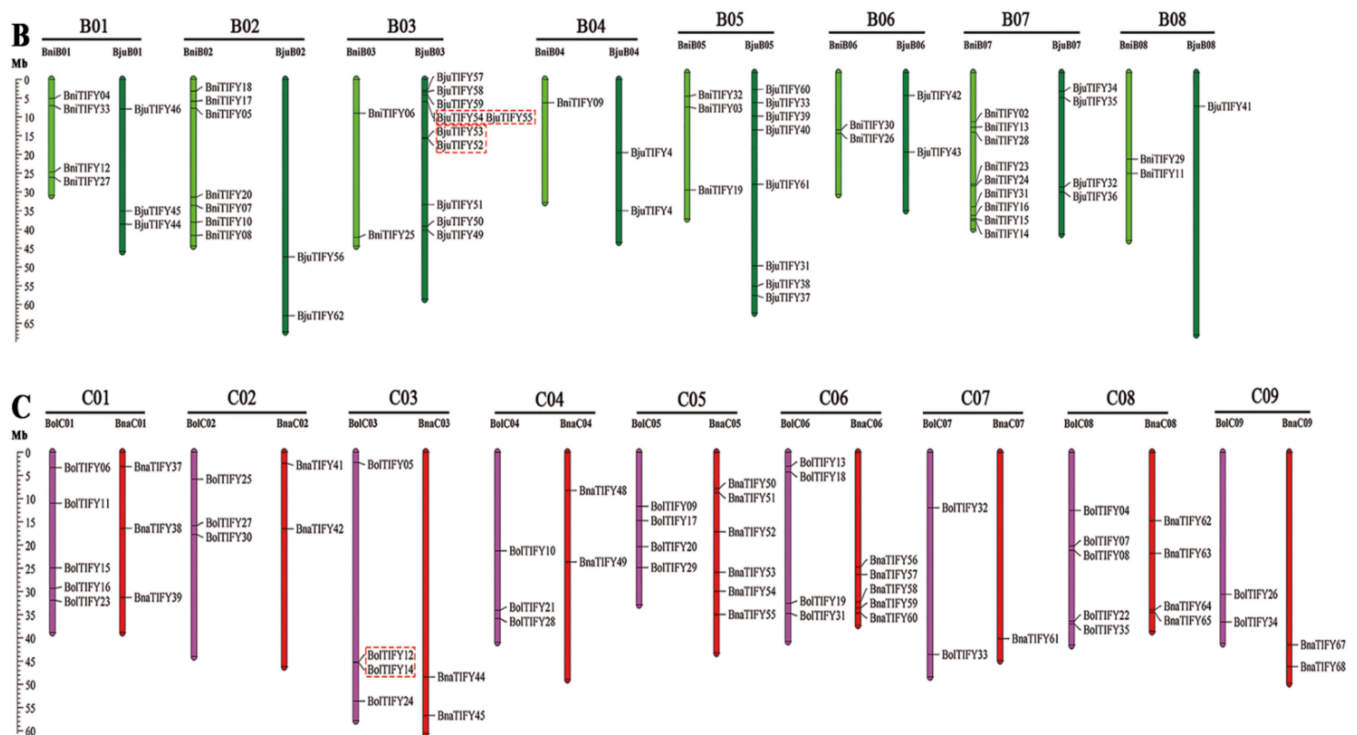 B
B01 B02 B03 B04 B05 B06 B07 B08
BniB01 BjuB01 BniB02 BjuB02 BniB03 BjuB03 BniB04 BjuB04 BniB05 BjuB05 BniB06 BjuB06 BniB07 BjuB07 BniB08 BjuB08
Mb
0
5
10
15
20
25
30
35
40
45
50
55
60
65
BniTIFY04
BniTIFY33
BniTIFY12
BniTIFY27
BjuTIFY46
BjuTIFY45
BjuTIFY44
BniTIFY18
BniTIFY17
BniTIFY05
BniTIFY20
BniTIFY07
BniTIFY10
BniTIFY08
BjuTIFY56
BjuTIFY62
BniTIFY06
BniTIFY25
BjuTIFY57
BjuTIFY58
BjuTIFY59
BjuTIFY54 BjuTIFY55
BjuTIFY53
BjuTIFY52
BjuTIFY51
BjuTIFY50
BjuTIFY49
BniTIFY09
BjuTIFY4
BjuTIFY4
BniTIFY32
BniTIFY03
BniTIFY19
BjuTIFY60
BjuTIFY33
BjuTIFY39
BjuTIFY40
BjuTIFY61
BjuTIFY31
BjuTIFY38
BjuTIFY37
BniTIFY30
BniTIFY26
BjuTIFY42
BjuTIFY43
BniTIFY02
BniTIFY13
BniTIFY28
BniTIFY23
BniTIFY24
BniTIFY31
BniTIFY16
BniTIFY15
BniTIFY14
BjuTIFY34
BjuTIFY35
BjuTIFY32
BjuTIFY36
BniTIFY29
BniTIFY11
BjuTIFY41
C
C01 C02 C03 C04 C05 C06 C07 C08 C09
BolC01 BnaC01 BolC02 BnaC02 BolC03 BnaC03 BolC04 BnaC04 BolC05 BnaC05 BolC06 BnaC06 BolC07 BnaC07 BolC08 BnaC08 BolC09 BnaC09
Mb
0
5
10
15
20
25
30
35
40
45
50
55
60
BolTIFY06
BolTIFY11
BolTIFY15
BolTIFY16
BolTIFY23
BnaTIFY37
BnaTIFY38
BnaTIFY39
BolTIFY25
BolTIFY27
BolTIFY30
BnaTIFY41
BnaTIFY42
BolTIFY05
BolTIFY12
BolTIFY14
BolTIFY24
BnaTIFY44
BnaTIFY45
BolTIFY10
BolTIFY21
BolTIFY28
BnaTIFY48
BnaTIFY49
BolTIFY09
BolTIFY17
BolTIFY20
BolTIFY29
BnaTIFY50
BnaTIFY51
BnaTIFY52
BnaTIFY53
BnaTIFY54
BnaTIFY55
BolTIFY13
BolTIFY18
BolTIFY19
BolTIFY31
BnaTIFY56
BnaTIFY57
BnaTIFY58
BnaTIFY59
BnaTIFY60
BolTIFY32
BolTIFY33
BnaTIFY61
BolTIFY04
BolTIFY07
BolTIFY08
BolTIFY22
BolTIFY35
BnaTIFY62
BnaTIFY63
BnaTIFY64
BnaTIFY65
BolTIFY26
BolTIFY34
BnaTIFY67
BnaTIFY68